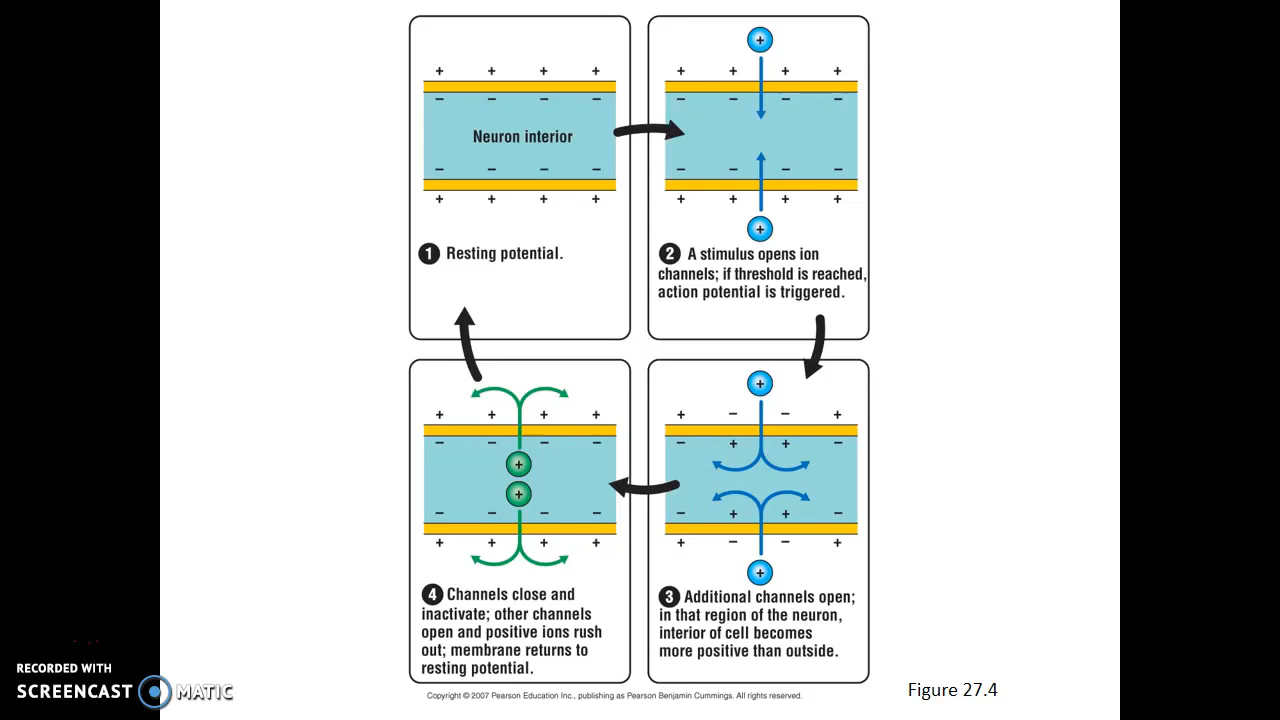 + + + +
− − − −
Neuron interior
− − − −
+ + + +
1 Resting potential.
+
+ + + +
− − − −
− − − −
+ + + +
+
2 A stimulus opens ion
channels; if threshold is reached,
action potential is triggered.
+
+ − − +
− + + −
− + + −
+ − − +
+
3 Additional channels open;
in that region of the neuron,
interior of cell becomes
more positive than outside.
+ + + +
− − − −
+
+
− − − −
+ + + +
4 Channels close and
inactivate; other channels
open and positive ions rush
out; membrane returns to
resting potential.
Copyright © 2007 Pearson Education Inc., publishing as Pearson Benjamin Cummings. All rights reserved.
Figure 27.4
RECORDED WITH
SCREENCAST MATIC